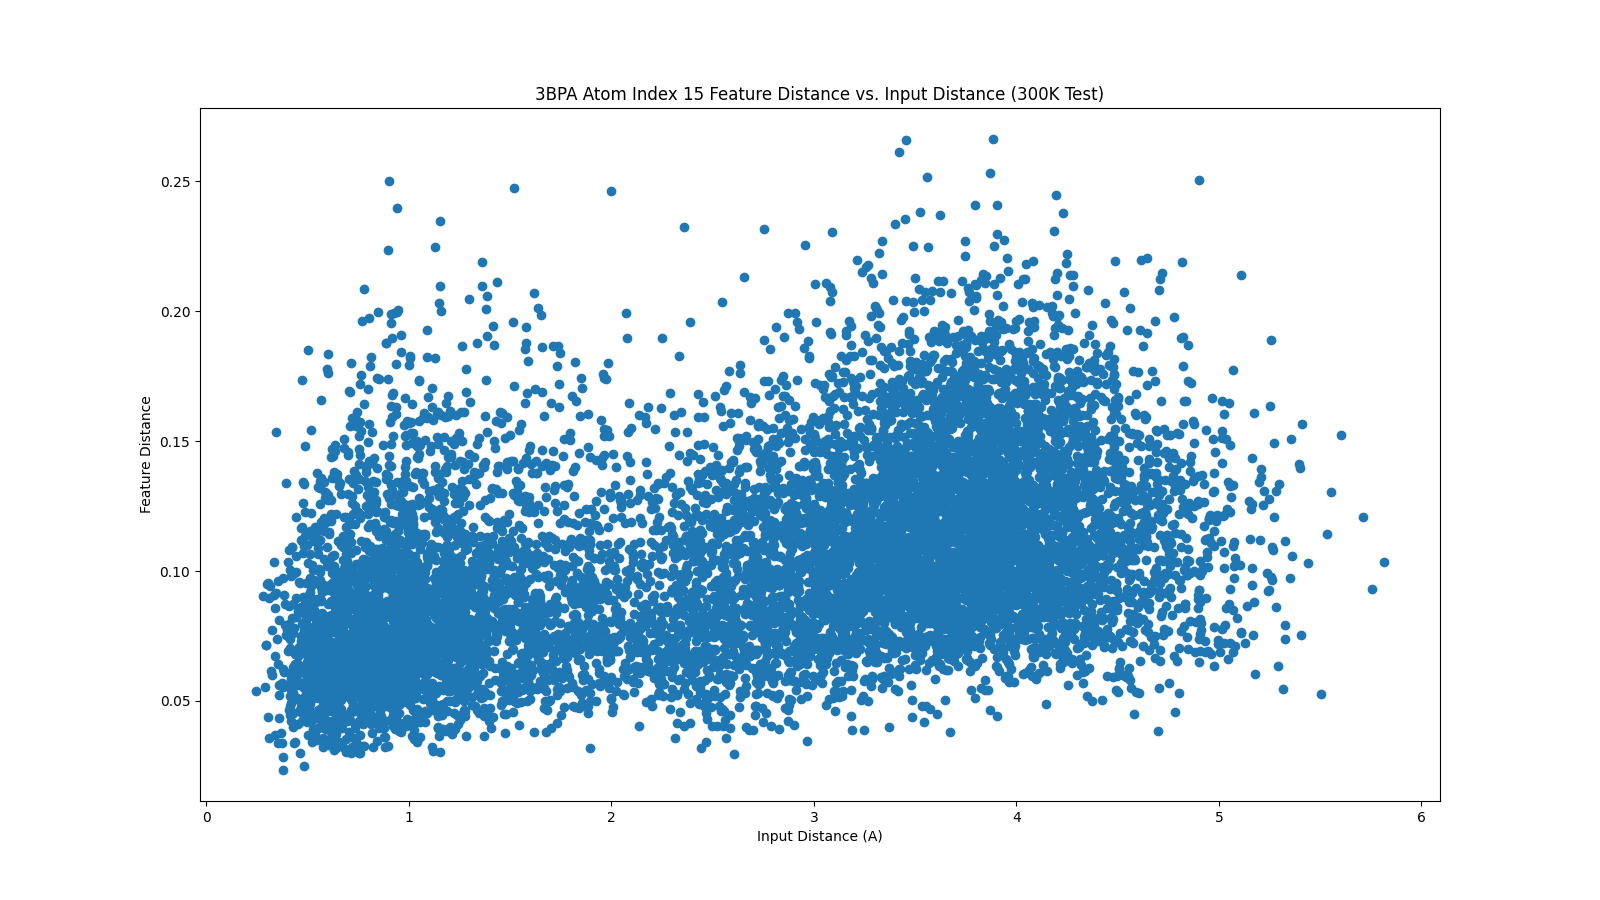 3BPA Atom Index 15 Feature Distance vs. Input Distance (300K Test)
Feature Distance
0.25
0.20
0.15
0.10
0.05
0 1 2 3 4 5 6
Input Distance (A)